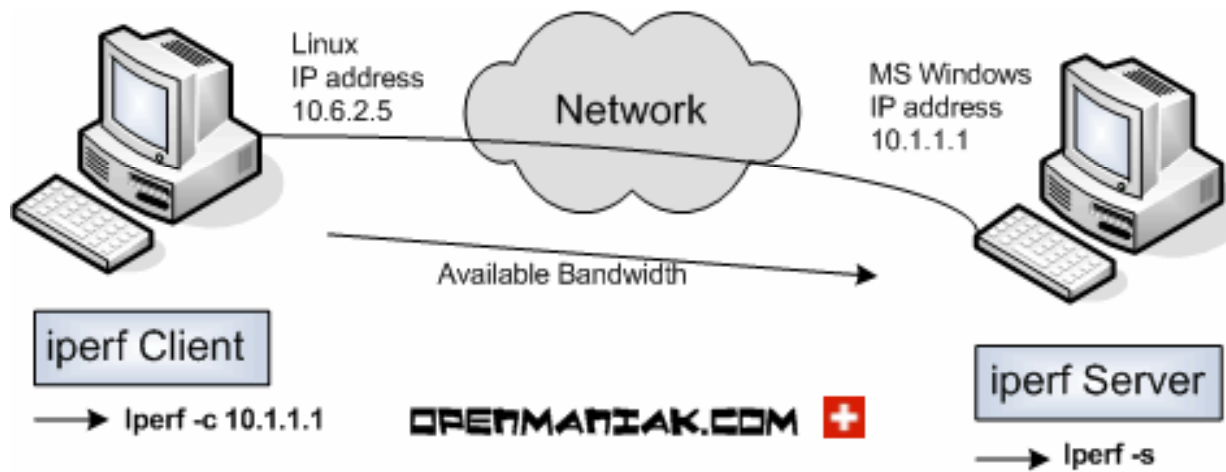 Linux
IP address
10.6.2.5
Network
MS Windows
IP address
10.1.1.1
Available Bandwidth
iperf Client
Iperf -c 10.1.1.1
OPENMANIAK.COM
iperf Server
Iperf -s